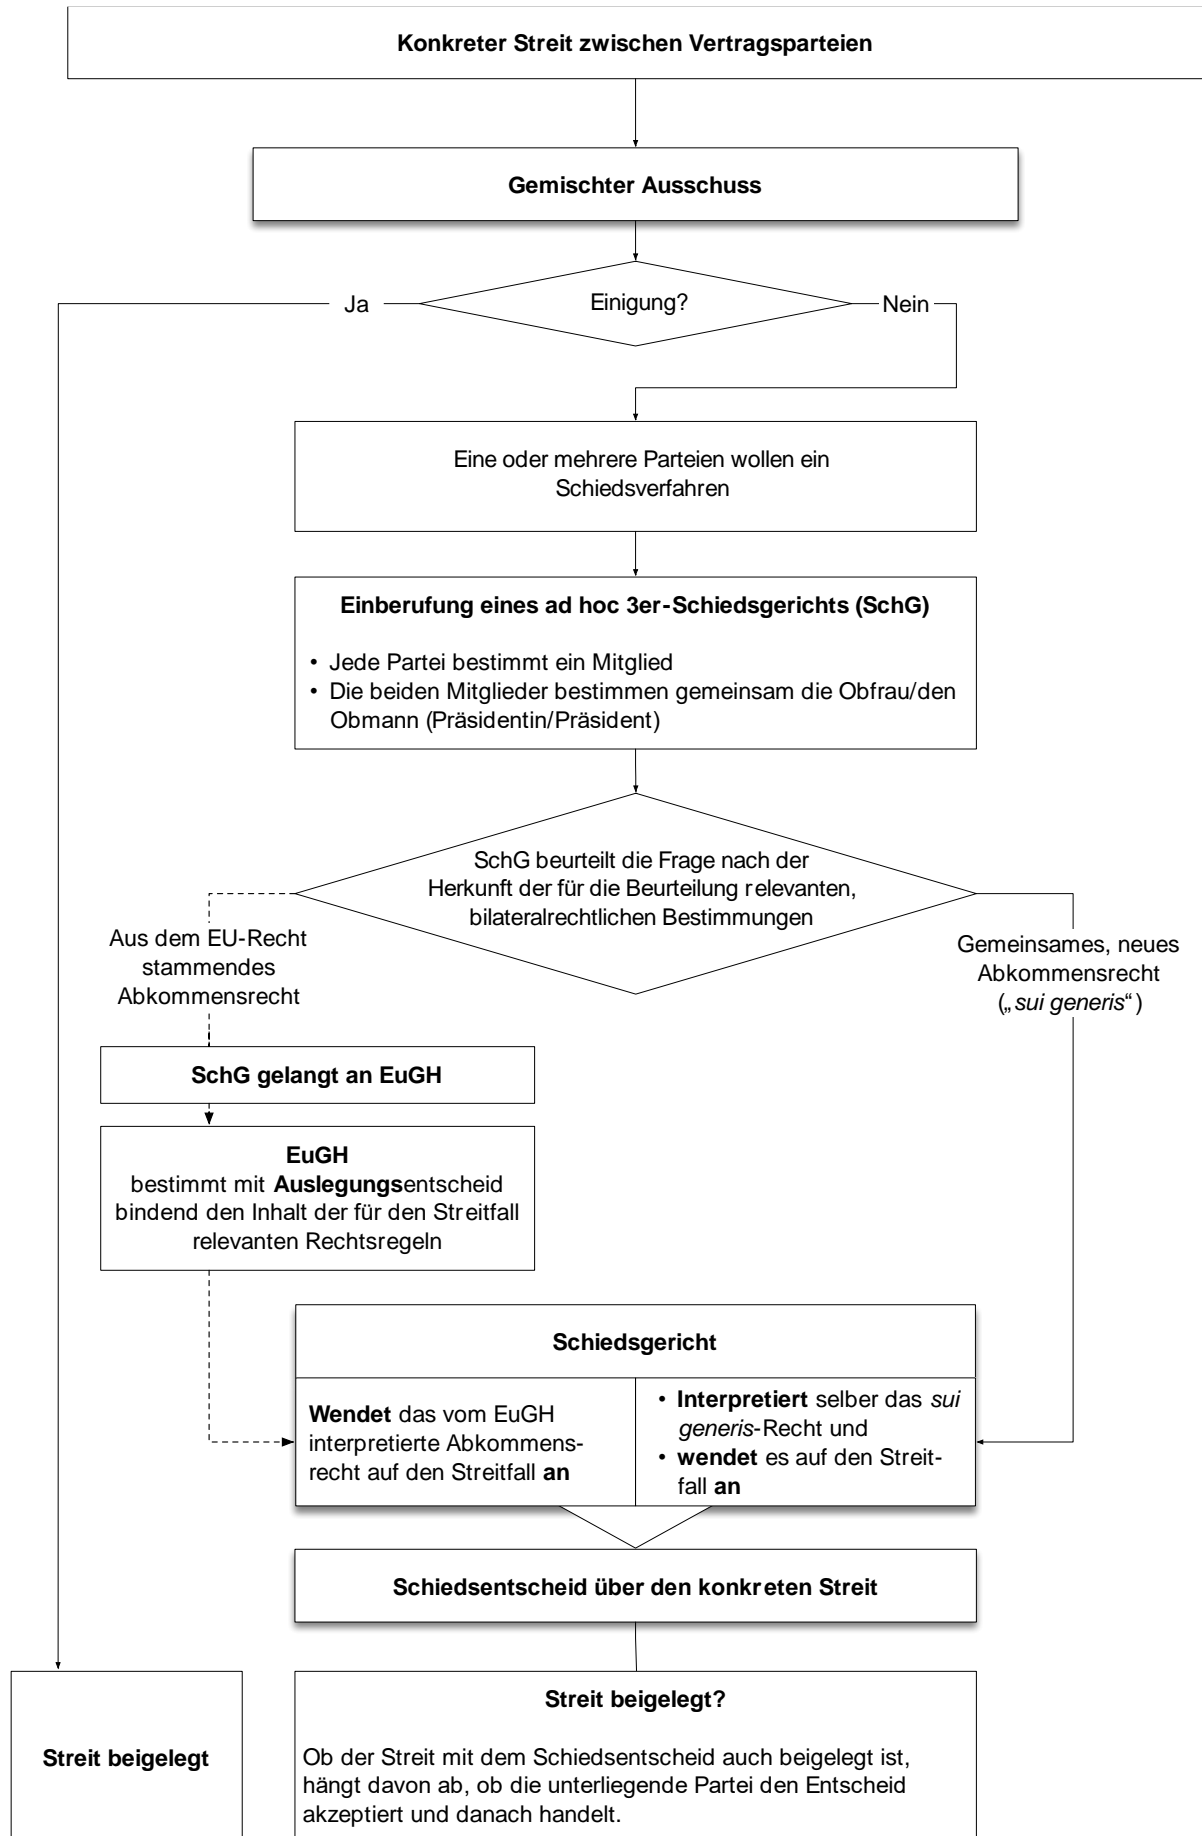 Konkreter Streit zwischen Vertragsparteien
Gemischter Ausschuss
Einigung?
Ja
Nein
Eine oder mehrere Parteien wollen ein
Schiedsverfahren
Einberufung eines ad hoc 3er-Schiedsgerichts (SchG)
• Jede Partei bestimmt ein Mitglied
• Die beiden Mitglieder bestimmen gemeinsam die Obfrau/den
Obmann (Präsidentin/Präsident)
SchG beurteilt die Frage nach der
Herkunft der für die Beurteilung relevanten,
bilateralrechtlichen Bestimmungen
Aus dem EU-Recht
stammendes
Abkommensrecht
Gemeinsames, neues
Abkommensrecht
(„sui generis“)
SchG gelangt an EuGH
EuGH
bestimmt mit Auslegungsentscheid
bindend den Inhalt der für den Streitfall
relevanten Rechtsregeln
Schiedsgericht
Wendet das vom EuGH
interpretierte Abkommens-
recht auf den Streitfall an
• Interpretiert selber das sui
generis-Recht und
• wendet es auf den Streit-
fall an
Schiedsentscheid über den konkreten Streit
Streit beigelegt
Streit beigelegt?
Ob der Streit mit dem Schiedsentscheid auch beigelegt ist,
hängt davon ab, ob die unterliegende Partei den Entscheid
akzeptiert und danach handelt.